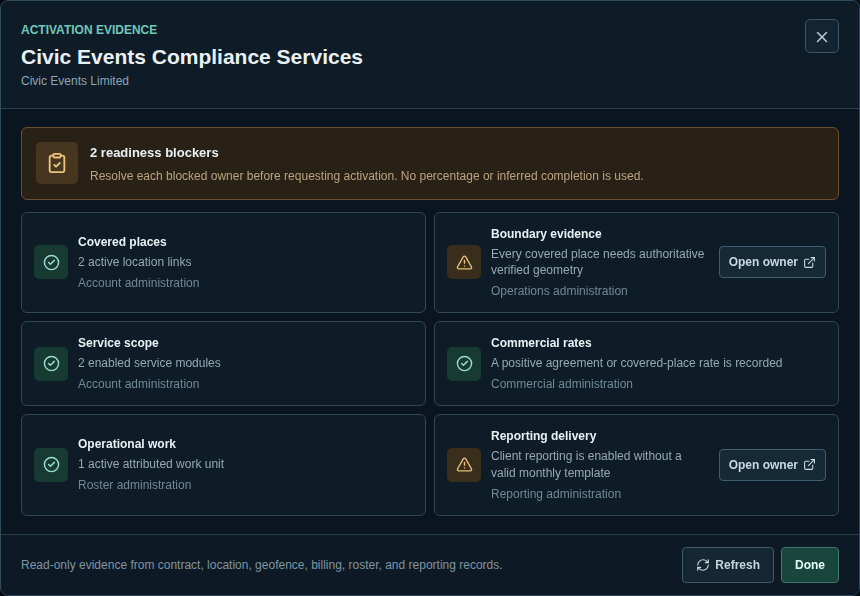 ACTIVATION EVIDENCE
Civic Events Compliance Services
Civic Events Limited
2 readiness blockers
Resolve each blocked owner before requesting activation. No percentage or inferred completion is used.
Covered places
2 active location links
Account administration
Boundary evidence
Every covered place needs authoritative
verified geometry
Operations administration
Open owner
Service scope
2 enabled service modules
Account administration
Commercial rates
A positive agreement or covered-place rate is recorded
Commercial administration
Operational work
1 active attributed work unit
Roster administration
Reporting delivery
Client reporting is enabled without a
valid monthly template
Reporting administration
Open owner
Read-only evidence from contract, location, geofence, billing, roster, and reporting records.
Refresh
Done